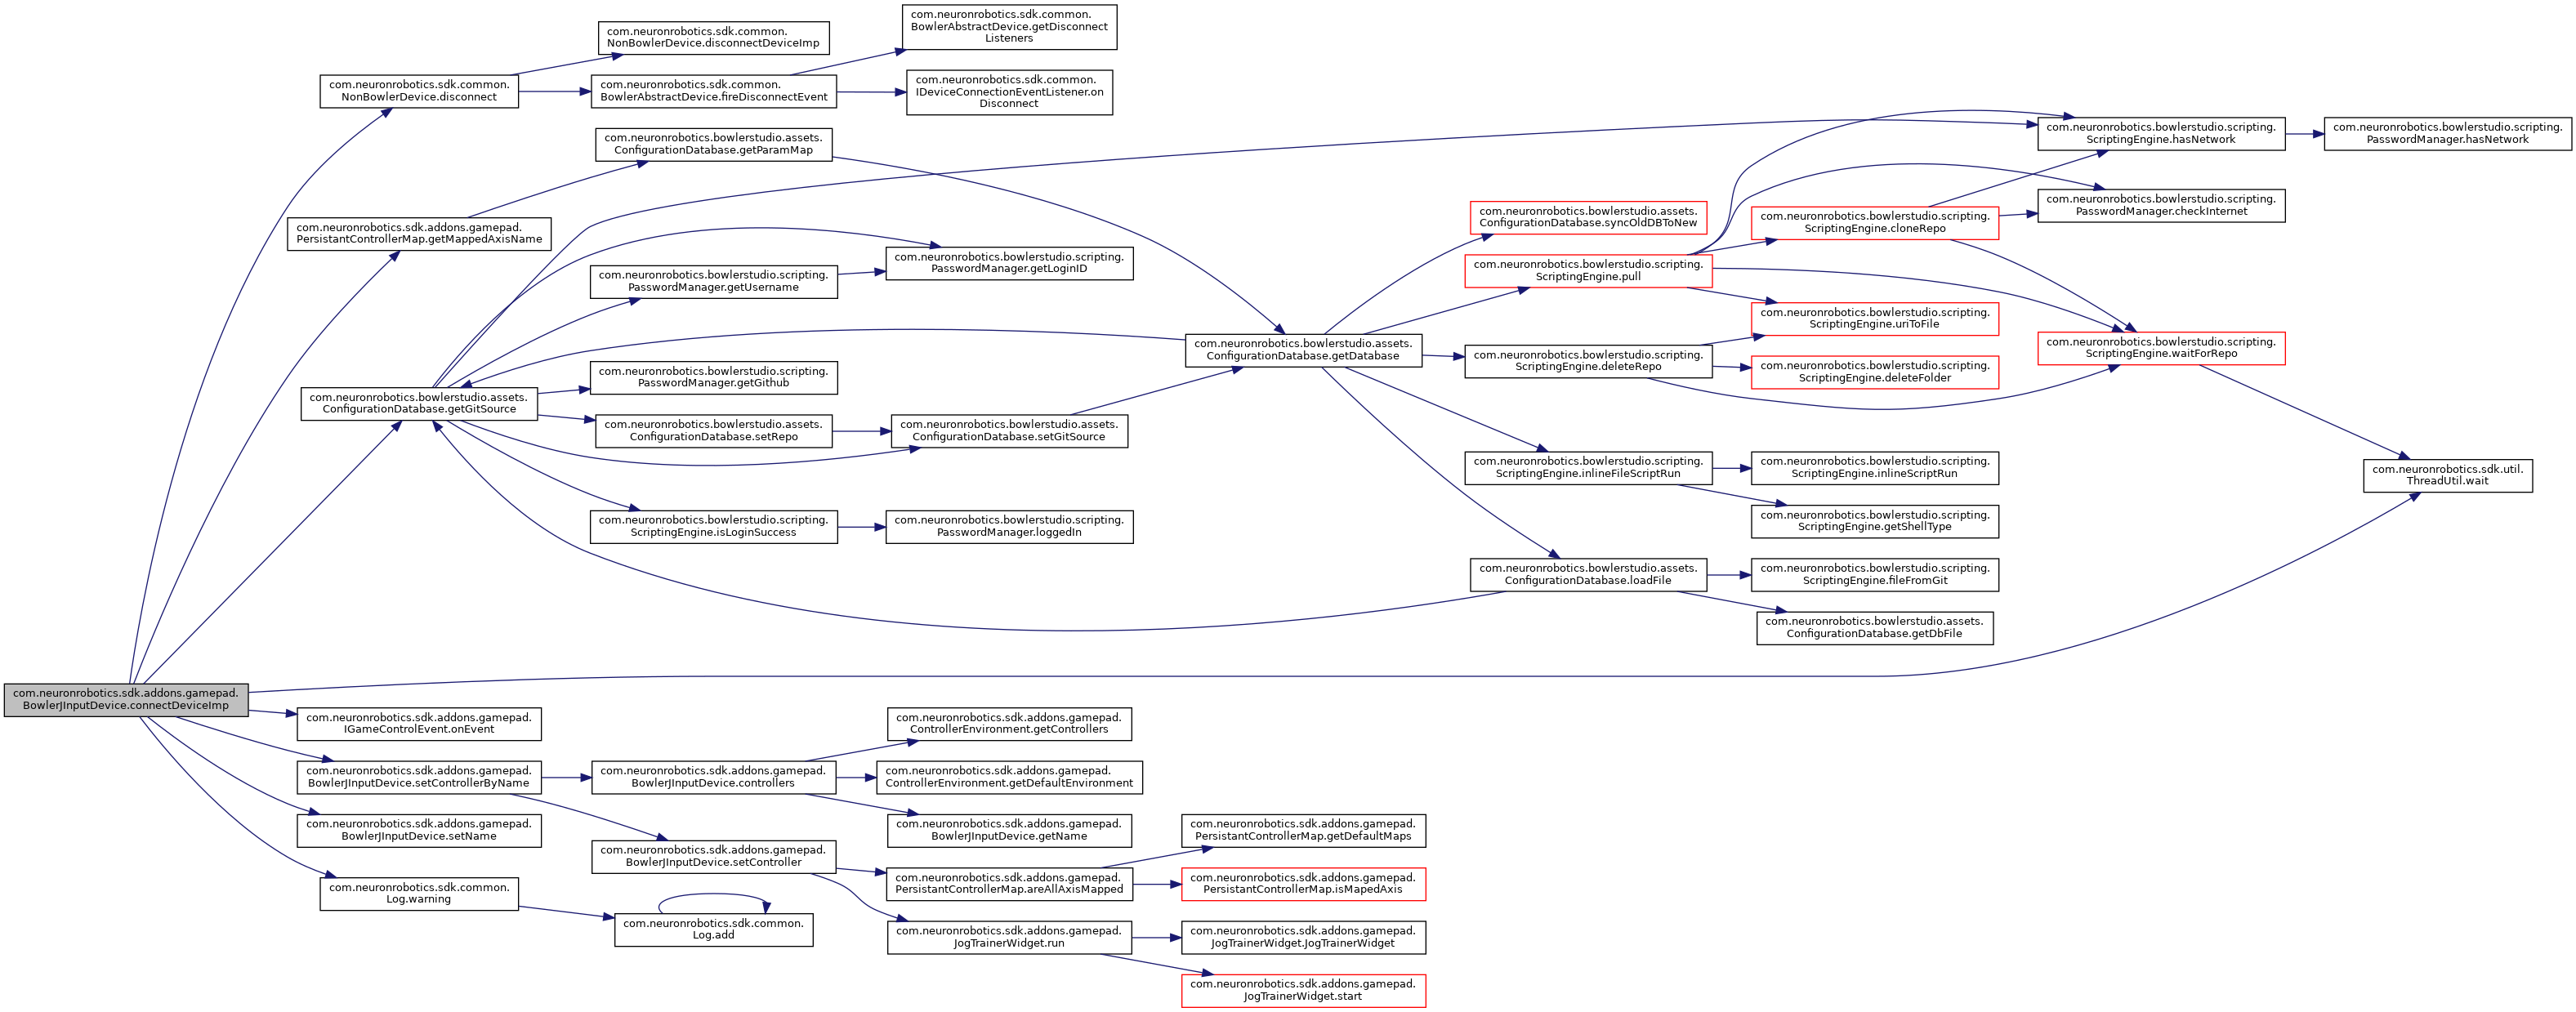 com.neuronrobotics.sdk.addons.gamepad.
BowlerJInputDevice.connectDeviceImp
com.neuronrobotics.sdk.common.
NonBowlerDevice.disconnect
com.neuronrobotics.sdk.common.
NonBowlerDevice.disconnectDeviceImp
com.neuronrobotics.sdk.common.
BowlerAbstractDevice.fireDisconnectEvent
com.neuronrobotics.sdk.common.
BowlerAbstractDevice.getDisconnect
Listeners
com.neuronrobotics.sdk.common.
IDeviceConnectionEventListener.on
Disconnect
com.neuronrobotics.sdk.addons.gamepad.
PersistantControllerMap.getMappedAxisName
com.neuronrobotics.bowlerstudio.assets.
ConfigurationDatabase.getParamMap
com.neuronrobotics.bowlerstudio.assets.
ConfigurationDatabase.getGitSource
com.neuronrobotics.bowlerstudio.scripting.
PasswordManager.getUsername
com.neuronrobotics.bowlerstudio.scripting.
PasswordManager.getLoginID
com.neuronrobotics.bowlerstudio.scripting.
PasswordManager.getGithub
com.neuronrobotics.bowlerstudio.assets.
ConfigurationDatabase.setRepo
com.neuronrobotics.bowlerstudio.assets.
ConfigurationDatabase.setGitSource
com.neuronrobotics.bowlerstudio.scripting.
ScriptingEngine.isLoginSuccess
com.neuronrobotics.bowlerstudio.scripting.
PasswordManager.loggedIn
com.neuronrobotics.bowlerstudio.assets.
ConfigurationDatabase.getDatabase
com.neuronrobotics.bowlerstudio.assets.
ConfigurationDatabase.syncOldDBToNew
com.neuronrobotics.bowlerstudio.scripting.
ScriptingEngine.pull
com.neuronrobotics.bowlerstudio.scripting.
ScriptingEngine.deleteRepo
com.neuronrobotics.bowlerstudio.scripting.
ScriptingEngine.inlineFileScriptRun
com.neuronrobotics.bowlerstudio.assets.
ConfigurationDatabase.loadFile
com.neuronrobotics.bowlerstudio.scripting.
ScriptingEngine.cloneRepo
com.neuronrobotics.bowlerstudio.scripting.
ScriptingEngine.uriToFile
com.neuronrobotics.bowlerstudio.scripting.
ScriptingEngine.deleteFolder
com.neuronrobotics.bowlerstudio.scripting.
ScriptingEngine.inlineScriptRun
com.neuronrobotics.bowlerstudio.scripting.
ScriptingEngine.getShellType
com.neuronrobotics.bowlerstudio.scripting.
ScriptingEngine.fileFromGit
com.neuronrobotics.bowlerstudio.assets.
ConfigurationDatabase.getDbFile
com.neuronrobotics.bowlerstudio.scripting.
ScriptingEngine.hasNetwork
com.neuronrobotics.bowlerstudio.scripting.
PasswordManager.hasNetwork
com.neuronrobotics.bowlerstudio.scripting.
PasswordManager.checkInternet
com.neuronrobotics.bowlerstudio.scripting.
ScriptingEngine.waitForRepo
com.neuronrobotics.sdk.util.
ThreadUtil.wait
com.neuronrobotics.sdk.addons.gamepad.
IGameControlEvent.onEvent
com.neuronrobotics.sdk.addons.gamepad.
BowlerJInputDevice.setControllerByName
com.neuronrobotics.sdk.addons.gamepad.
BowlerJInputDevice.setName
com.neuronrobotics.sdk.common.
Log.warning
com.neuronrobotics.sdk.common.
Log.add
com.neuronrobotics.sdk.addons.gamepad.
BowlerJInputDevice.controllers
com.neuronrobotics.sdk.addons.gamepad.
BowlerJInputDevice.setController
com.neuronrobotics.sdk.addons.gamepad.
ControllerEnvironment.getControllers
com.neuronrobotics.sdk.addons.gamepad.
ControllerEnvironment.getDefaultEnvironment
com.neuronrobotics.sdk.addons.gamepad.
BowlerJInputDevice.getName
com.neuronrobotics.sdk.addons.gamepad.
PersistantControllerMap.areAllAxisMapped
com.neuronrobotics.sdk.addons.gamepad.
JogTrainerWidget.run
com.neuronrobotics.sdk.addons.gamepad.
PersistantControllerMap.getDefaultMaps
com.neuronrobotics.sdk.addons.gamepad.
PersistantControllerMap.isMapedAxis
com.neuronrobotics.sdk.addons.gamepad.
JogTrainerWidget.JogTrainerWidget
com.neuronrobotics.sdk.addons.gamepad.
JogTrainerWidget.start